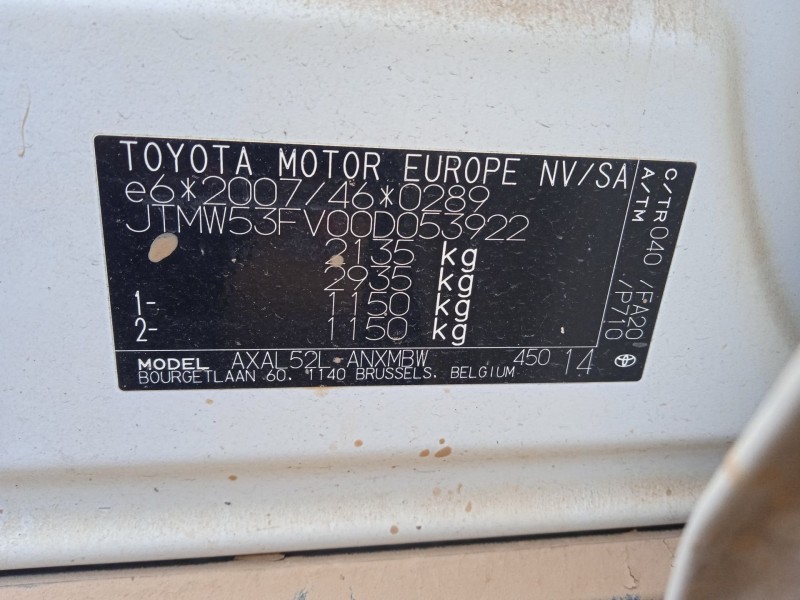 TOYOTA MOTOR EUROPE NV/SA
e6*2007/46*0289
JTMW53FV00D053922
2135 kg
2935 kg
1- 1150 kg
2- 1150 kg
C/TR 040 /FA20
A/TM /P710
MODEL AXAL52L-ANXMBW 450 14
BOURGETLAAN 60. 1140 BRUSSELS. BELGIUM